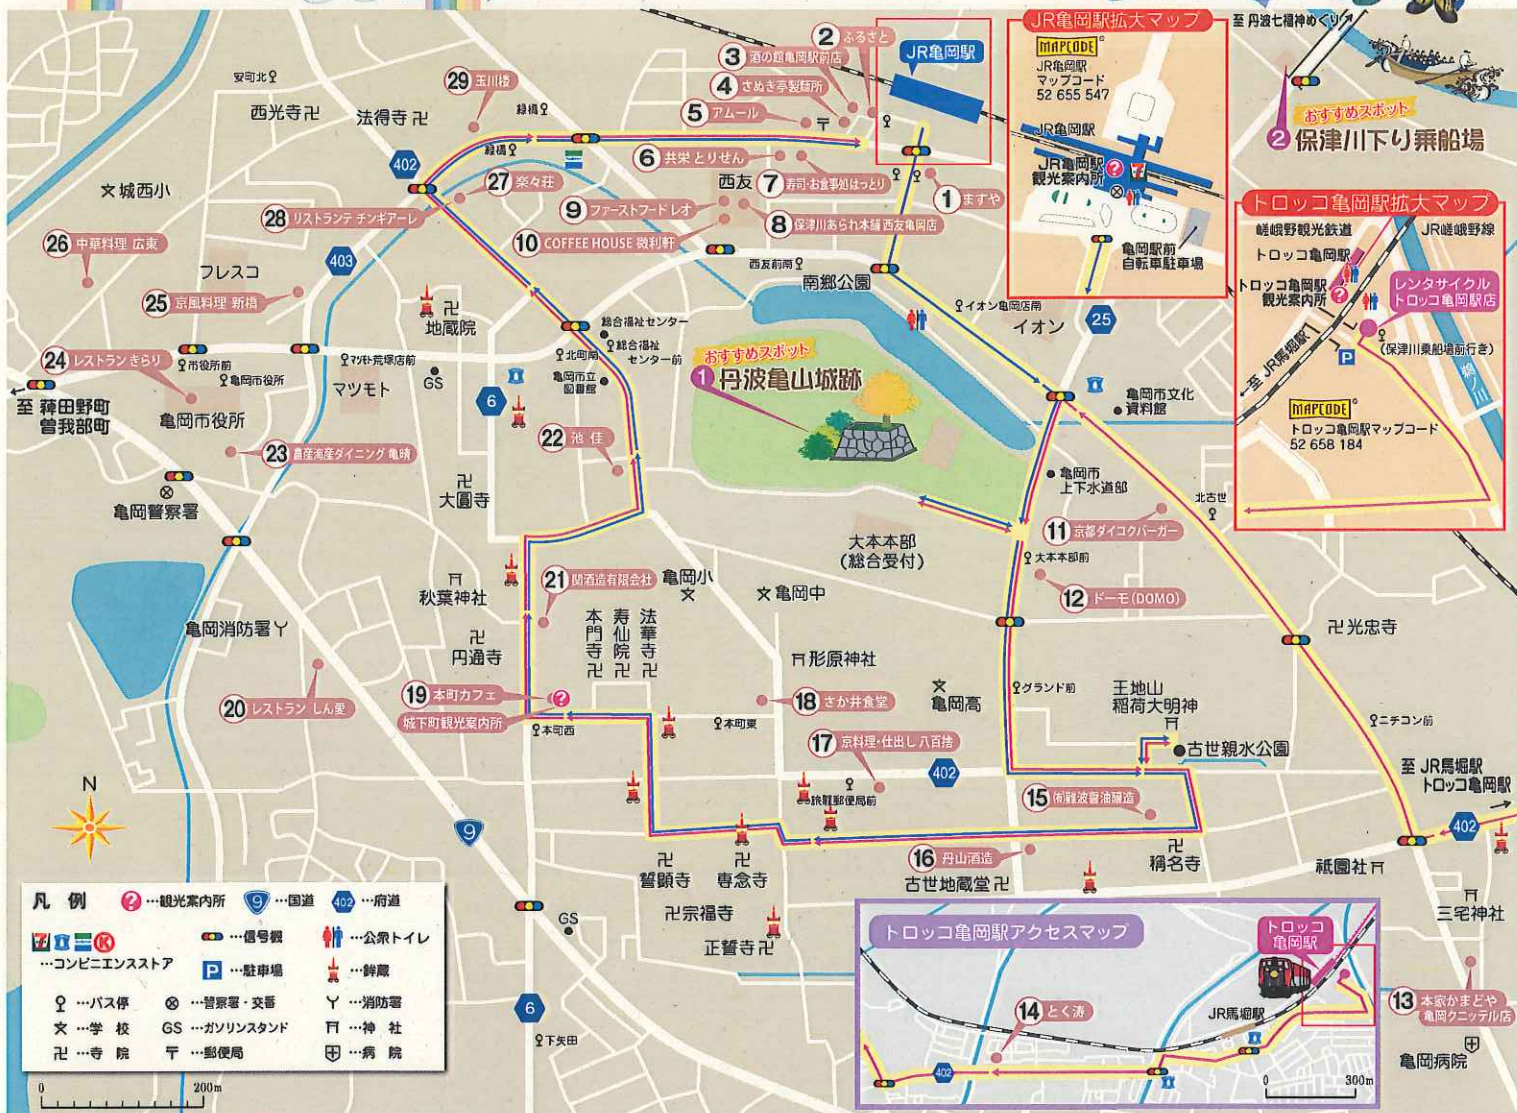 JR亀岡駅拡大マップ
MAPCODE
JR亀岡駅
マップコード
52 655 547
JR亀岡駅
JR亀岡駅
観光案内所
亀岡駅前
自転車駐車場
至 丹波七福神めぐり
おすすめスポット
2 保津川下り乗船場
トロッコ亀岡駅拡大マップ
嵯峨野観光鉄道
JR嵯峨野線
トロッコ亀岡駅
トロッコ亀岡駅
観光案内所
レンタサイクル
トロッコ亀岡駅店
(保津川乗船場前行き)
至 JR馬堀駅
P
鵜ノ川
MAPCODE
トロッコ亀岡駅マップコード
52 658 184
2 ふるさと
3 酒の館亀岡駅前店
4 さぬき亭製麺所
5 アムール
JR亀岡駅
29 玉川楼
安町北
西光寺
法得寺
緑橋
緑橋
402
6 共栄 とりせん
西友
7 寿司・お食事処はっとり
1 ますや
文 城西小
27 楽々荘
28 リストランテ チンギアーレ
9 ファーストフード レオ
8 保津川あられ本舗 西友亀岡店
10 COFFEE HOUSE 微利軒
26 中華料理 広東
403
フレスコ
25 京風料理 新橋
地蔵院
西友前南
南郷公園
イオン亀岡店南
イオン
25
総合福祉センター
総合福祉
センター前
24 レストラン きらり
市役所前
亀岡市役所
マツモト荒塚店前
マツモト
GS
北町南
亀岡市立
図書館
6
おすすめスポット
1 丹波亀山城跡
亀岡市文化
資料館
至 薭田野町
曽我部町
亀岡市役所
23 農産海産ダイニング 亀晴
22 池 佳
亀岡市
上下水道部
北古世
亀岡警察署
大圓寺
11 京都ダイコクバーガー
大本本部
(総合受付)
大本本部前
12 ドーモ(DOMO)
秋葉神社
21 関酒造有限会社
亀岡小
文
文 亀岡中
亀岡消防署
円通寺
本門寺
寿仙院
法華寺
形原神社
光忠寺
19 本町カフェ
城下町観光案内所
本町西
20 レストラン しん愛
本町東
18 さか井食堂
文
亀岡高
グランド前
王地山
稲荷大明神
古世親水公園
ニチコン前
17 京料理・仕出し 八百捨
402
旅籠郵便局前
15 (有)難波醤油醸造
至 JR馬堀駅
トロッコ亀岡駅
402
N
9
誓願寺
専念寺
16 丹山酒造
古世地蔵堂
稱名寺
祗園社
三宅神社
宗福寺
正誓寺
GS
6
下矢田
13 本家かまどや
亀岡クニッテル店
亀岡病院
凡 例
?…観光案内所
9…国道
402…府道
…コンビニエンスストア
…信号機
…公衆トイレ
P…駐車場
…鉾蔵
…バス停
…警察署・交番
…消防署
文…学 校
GS…ガソリンスタンド
…神 社
卍…寺 院
〒…郵便局
…病 院
0 200m
トロッコ亀岡駅アクセスマップ
トロッコ
亀岡駅
JR馬堀駅
14 とく涛
402
0 300m